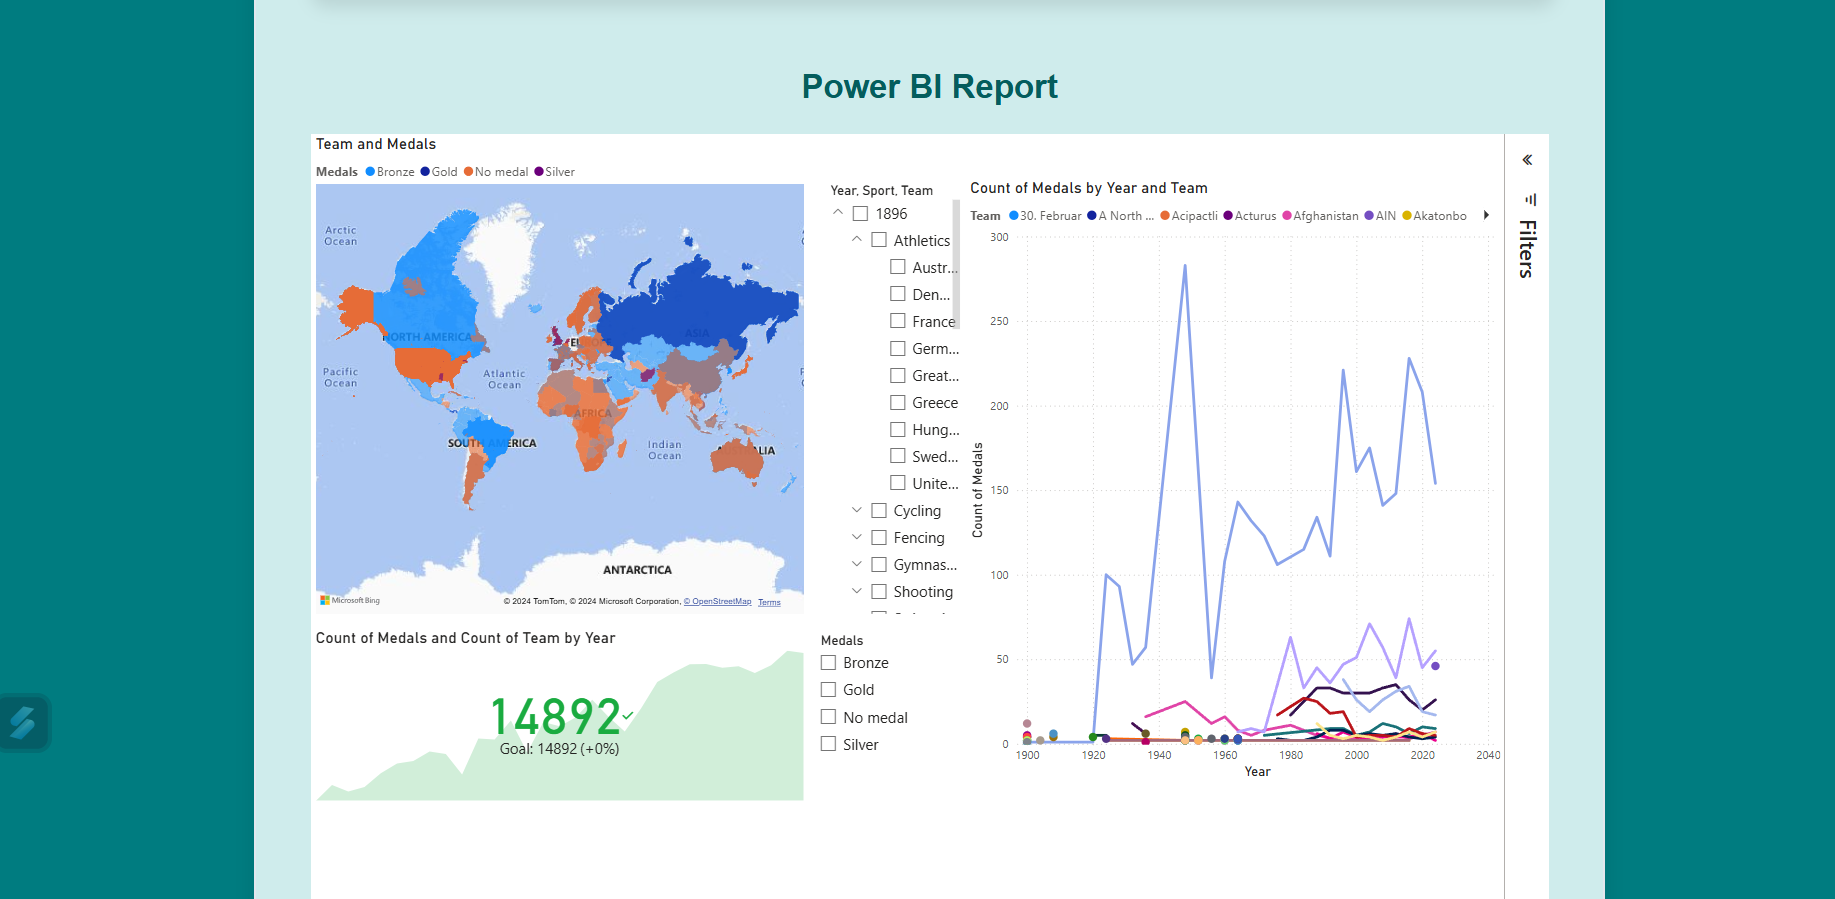 Power BI Report
Team and Medals
Medals Bronze Gold No medal Silver
Arctic
Ocean
NORTH AMERICA
ASIA
Pacific
Ocean
Atlantic
Ocean
AFRICA
SOUTH AMERICA
Indian
Ocean
ANTARCTICA
Microsoft Bing
© 2024 TomTom, © 2024 Microsoft Corporation, © OpenStreetMap Terms
Year, Sport, Team
1896
Athletics
Austr...
Den...
France
Germ...
Great...
Greece
Hung...
Swed...
Unite...
Cycling
Fencing
Gymnas...
Shooting
Count of Medals by Year and Team
Team 30. Februar A North ... Acipactli Acturus Afghanistan AIN Akatonbo
300
250
200
150
100
50
0
Count of Medals
1900 1920 1940 1960 1980 2000 2020 2040
Year
Filters
Count of Medals and Count of Team by Year
14892
Goal: 14892 (+0%)
Medals
Bronze
Gold
No medal
Silver